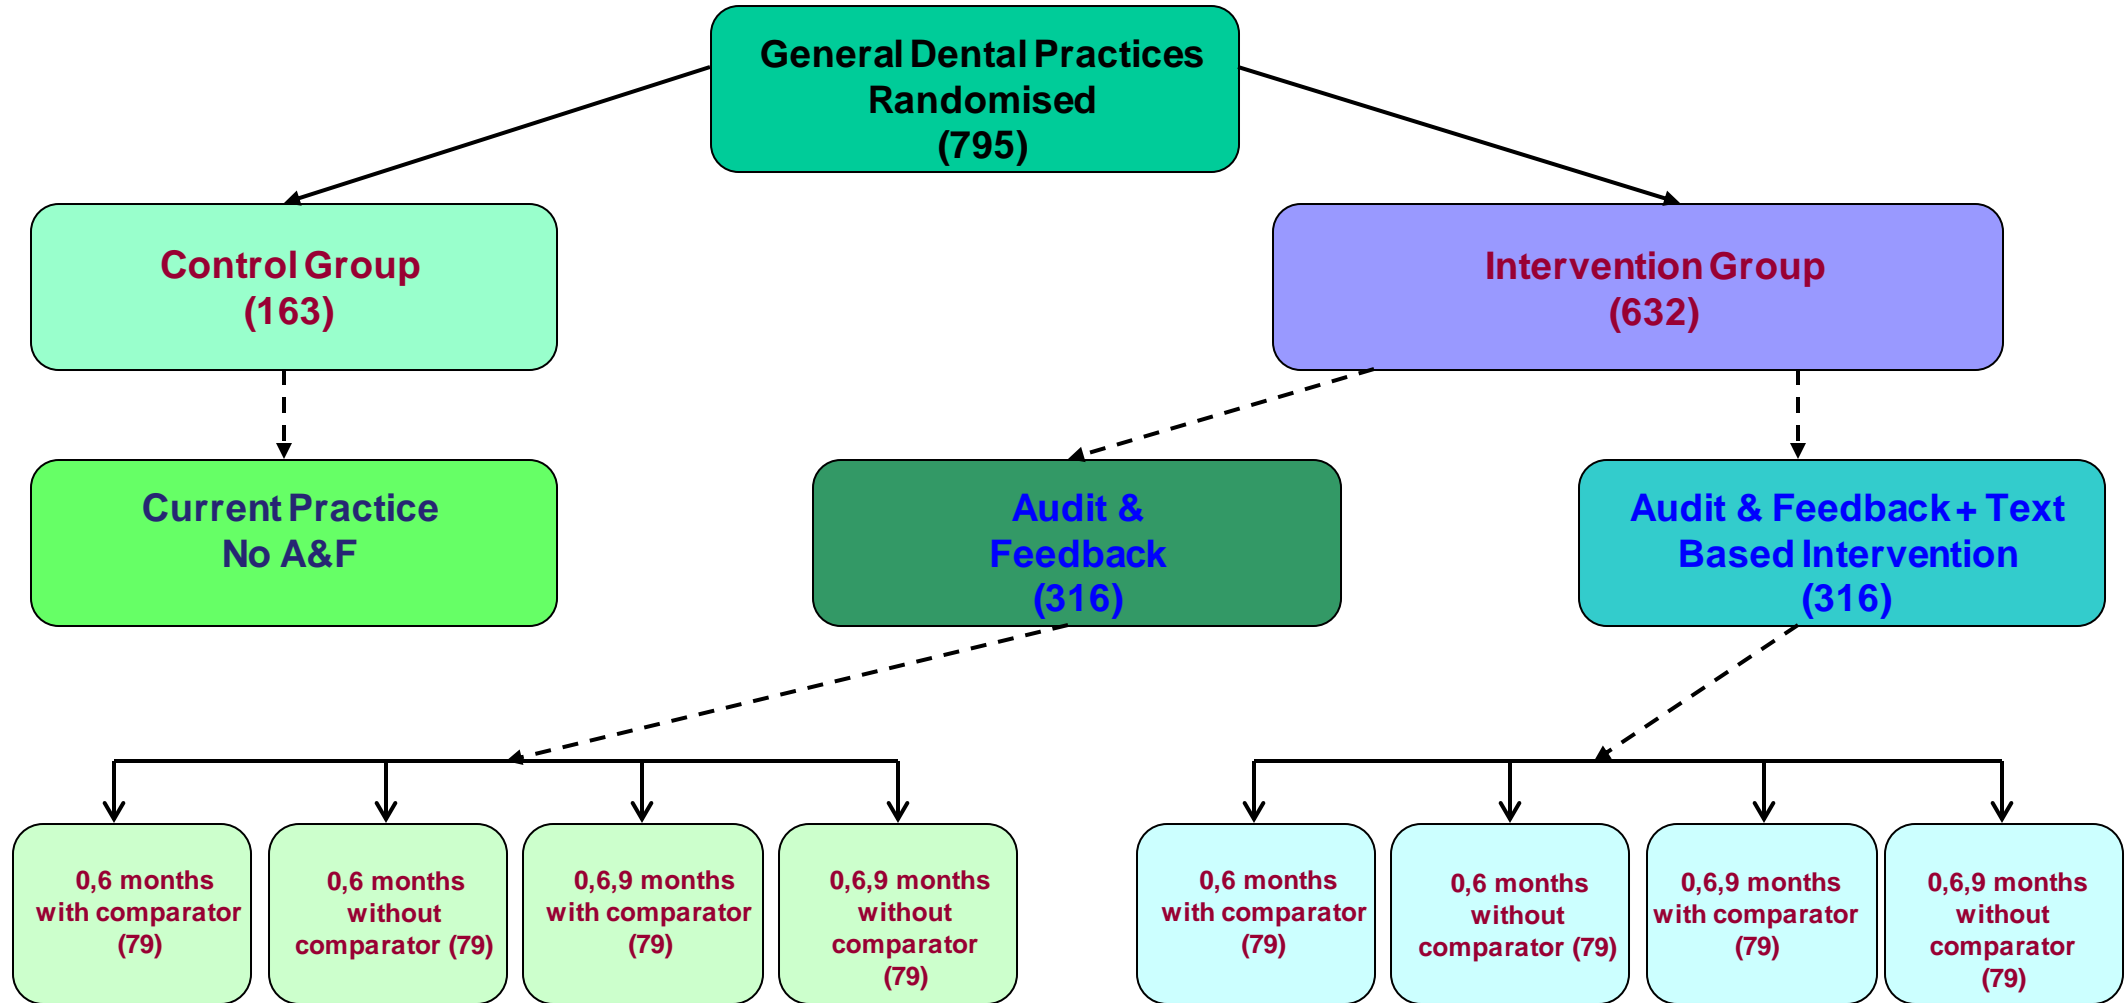 General Dental Practices
Randomised
(795)
Control Group
(163)
Intervention Group
(632)
Current Practice
No A&F
Audit &
Feedback
(316)
Audit & Feedback + Text
Based Intervention
(316)
0,6 months
with comparator
(79)
0,6 months
without
comparator (79)
0,6,9 months
with comparator
(79)
0,6,9 months
without
comparator
(79)
0,6 months
with comparator
(79)
0,6 months
without
comparator (79)
0,6,9 months
with comparator
(79)
0,6,9 months
without
comparator
(79)